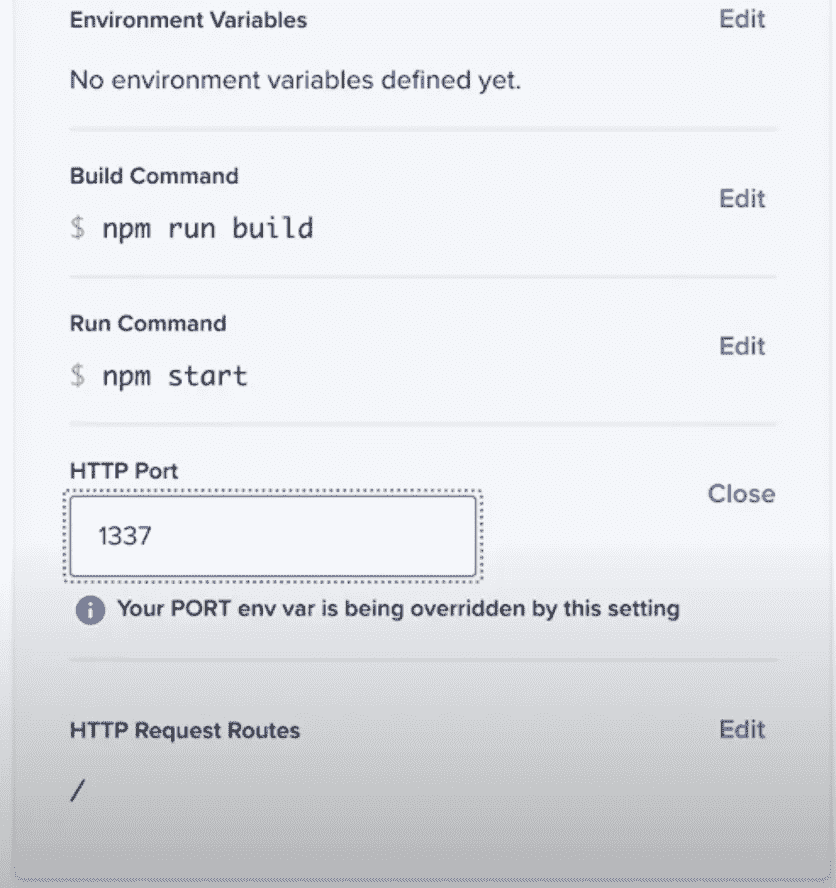 Environment Variables
Edit
No environment variables defined yet.
Build Command
Edit
$ npm run build
Run Command
Edit
$ npm start
HTTP Port
Close
1337
Your PORT env var is being overridden by this setting
HTTP Request Routes
Edit
/